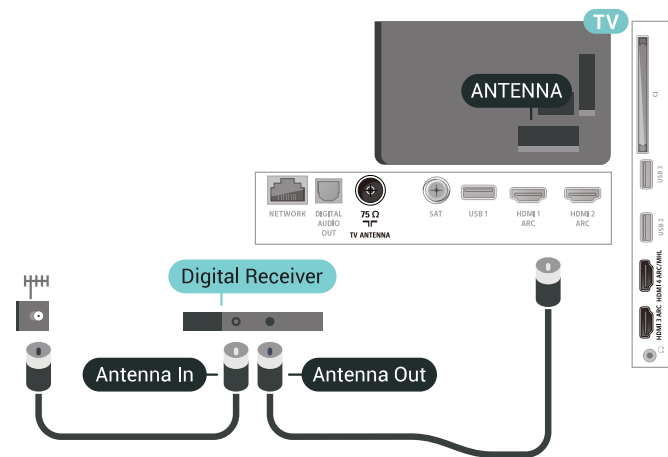 TV
ANTENNA
CI
USB 3
USB 2
HDMI 4 ARC/MHL
HDMI 3 ARC
NETWORK
DIGITAL
AUDIO
OUT
75 Ω
TV ANTENNA
SAT
USB 1
HDMI 1
ARC
HDMI 2
ARC
Digital Receiver
Antenna In
Antenna Out